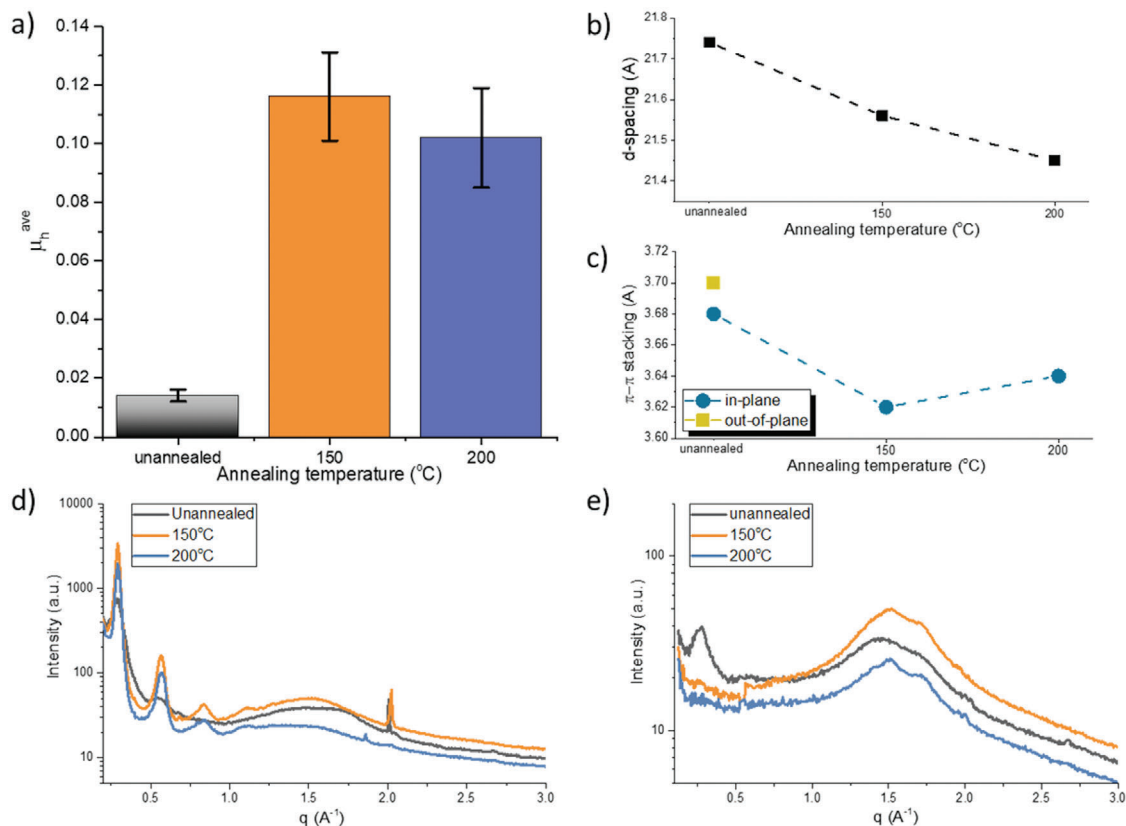 a)
0.14
0.12
0.10
0.08
0.06
0.04
0.02
0.00
μh^ave
unannealed
150
200
Annealing temperature (°C)
b)
21.8
21.7
21.6
21.5
21.4
d-spacing (A)
unannealed
150
200
Annealing temperature (°C)
c)
3.72
3.70
3.68
3.66
3.64
3.62
3.60
π−π stacking (A)
in-plane
out-of-plane
unannealed
150
200
Annealing temperature (°C)
d)
Unannealed
150°C
200°C
10000
1000
100
10
Intensity (a.u.)
0.5
1.0
1.5
2.0
2.5
3.0
q (A⁻¹)
e)
unannealed
150°C
200°C
100
10
Intensity (a.u.)
0.5
1.0
1.5
2.0
2.5
3.0
q (A⁻¹)